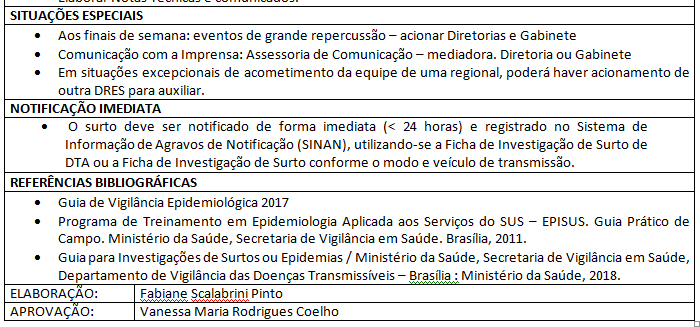 Elaborar Notas Técnicas e comunicados.
SITUAÇÕES ESPECIAIS
• Aos finais de semana: eventos de grande repercussão – acionar Diretorias e Gabinete
• Comunicação com a Imprensa: Assessoria de Comunicação – mediadora. Diretoria ou Gabinete
• Em situações excepcionais de acometimento da equipe de uma regional, poderá haver acionamento de
outra DRES para auxiliar.
NOTIFICAÇÃO IMEDIATA
• O surto deve ser notificado de forma imediata (< 24 horas) e registrado no Sistema de
Informação de Agravos de Notificação (SINAN), utilizando-se a Ficha de Investigação de Surto de
DTA ou a Ficha de Investigação de Surto conforme o modo e veículo de transmissão.
REFERÊNCIAS BIBLIOGRÁFICAS
• Guia de Vigilância Epidemiológica 2017
• Programa de Treinamento em Epidemiologia Aplicada aos Serviços do SUS – EPISUS. Guia Prático de
Campo. Ministério da Saúde, Secretaria de Vigilância em Saúde. Brasília, 2011.
• Guia para Investigações de Surtos ou Epidemias / Ministério da Saúde, Secretaria de Vigilância em Saúde,
Departamento de Vigilância das Doenças Transmissíveis – Brasília : Ministério da Saúde, 2018.
ELABORAÇÃO: Fabiane Scalabrini Pinto
APROVAÇÃO: Vanessa Maria Rodrigues Coelho